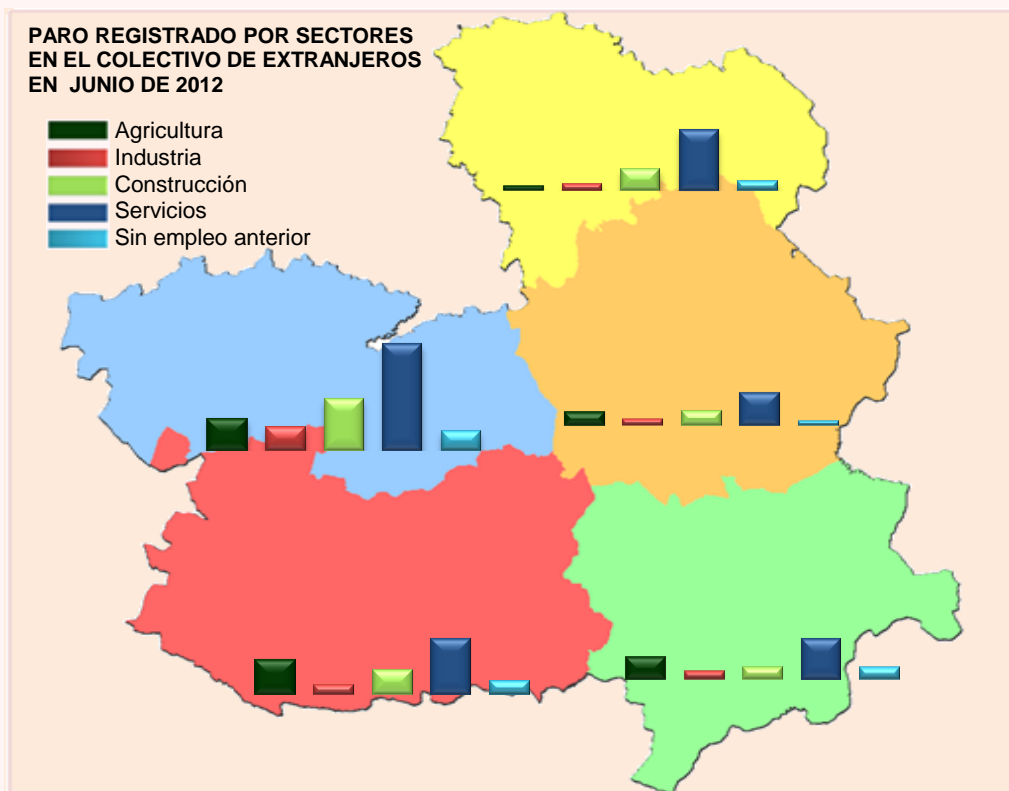 PARO REGISTRADO POR SECTORES
EN EL COLECTIVO DE EXTRANJEROS
EN JUNIO DE 2012
Agricultura
Industria
Construcción
Servicios
Sin empleo anterior